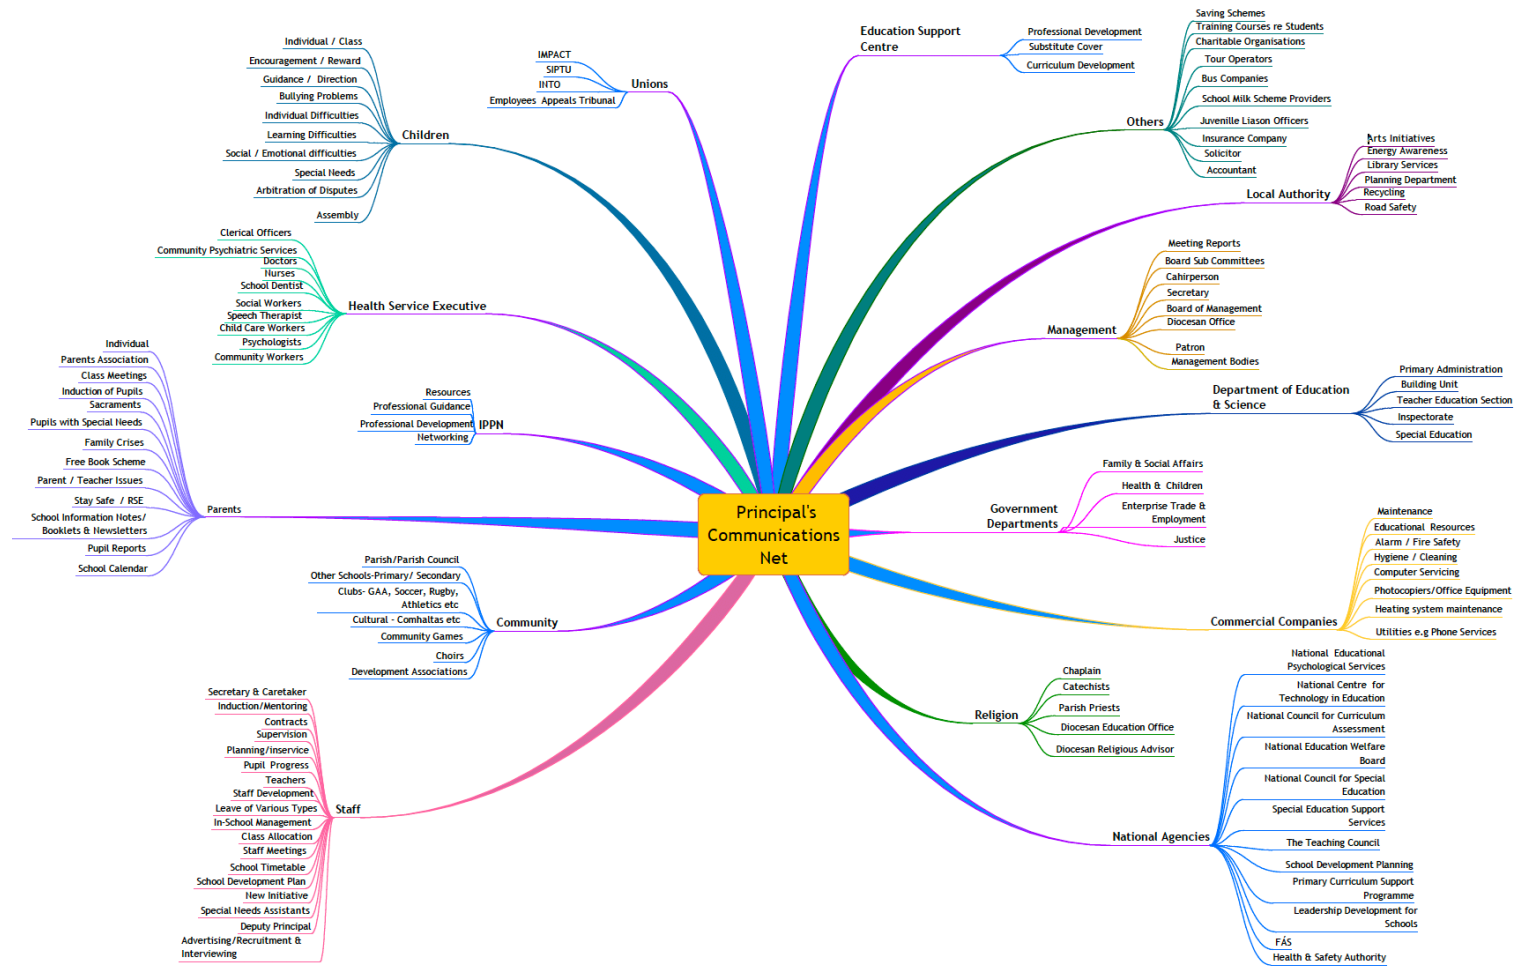 Principal's
Communications
Net
Children
Individual / Class
Encouragement / Reward
Guidance / Direction
Bullying Problems
Individual Difficulties
Learning Difficulties
Social / Emotional difficulties
Special Needs
Arbitration of Disputes
Assembly
Unions
IMPACT
SIPTU
INTO
Employees Appeals Tribunal
Education Support
Centre
Professional Development
Substitute Cover
Curriculum Development
Others
Saving Schemes
Training Courses re Students
Charitable Organisations
Tour Operators
Bus Companies
School Milk Scheme Providers
Juvenille Liason Officers
Insurance Company
Solicitor
Accountant
Local Authority
Arts Initiatives
Energy Awareness
Library Services
Planning Department
Recycling
Road Safety
Health Service Executive
Clerical Officers
Community Psychiatric Services
Doctors
Nurses
School Dentist
Social Workers
Speech Therapist
Child Care Workers
Psychologists
Community Workers
Management
Meeting Reports
Board Sub Committees
Cahirperson
Secretary
Board of Management
Diocesan Office
Patron
Management Bodies
Department of Education
& Science
Primary Administration
Building Unit
Teacher Education Section
Inspectorate
Special Education
IPPN
Resources
Professional Guidance
Professional Development
Networking
Parents
Individual
Parents Association
Class Meetings
Induction of Pupils
Sacraments
Pupils with Special Needs
Family Crises
Free Book Scheme
Parent / Teacher Issues
Stay Safe / RSE
School Information Notes/
Booklets & Newsletters
Pupil Reports
School Calendar
Government
Departments
Family & Social Affairs
Health & Children
Enterprise Trade &
Employment
Justice
Commercial Companies
Maintenance
Educational Resources
Alarm / Fire Safety
Hygiene / Cleaning
Computer Servicing
Photocopiers/Office Equipment
Heating system maintenance
Utilities e.g Phone Services
Community
Parish/Parish Council
Other Schools-Primary/ Secondary
Clubs- GAA, Soccer, Rugby,
Athletics etc
Cultural - Comhaltas etc
Community Games
Choirs
Development Associations
Religion
Chaplain
Catechists
Parish Priests
Diocesan Education Office
Diocesan Religious Advisor
Staff
Secretary & Caretaker
Induction/Mentoring
Contracts
Supervision
Planning/inservice
Pupil Progress
Teachers
Staff Development
Leave of Various Types
In-School Management
Class Allocation
Staff Meetings
School Timetable
School Development Plan
New Initiative
Special Needs Assistants
Deputy Principal
Advertising/Recruitment &
Interviewing
National Agencies
National Educational
Psychological Services
National Centre for
Technology in Education
National Council for Curriculum
Assessment
National Education Welfare
Board
National Council for Special
Education
Special Education Support
Services
The Teaching Council
School Development Planning
Primary Curriculum Support
Programme
Leadership Development for
Schools
FÁS
Health & Safety Authority